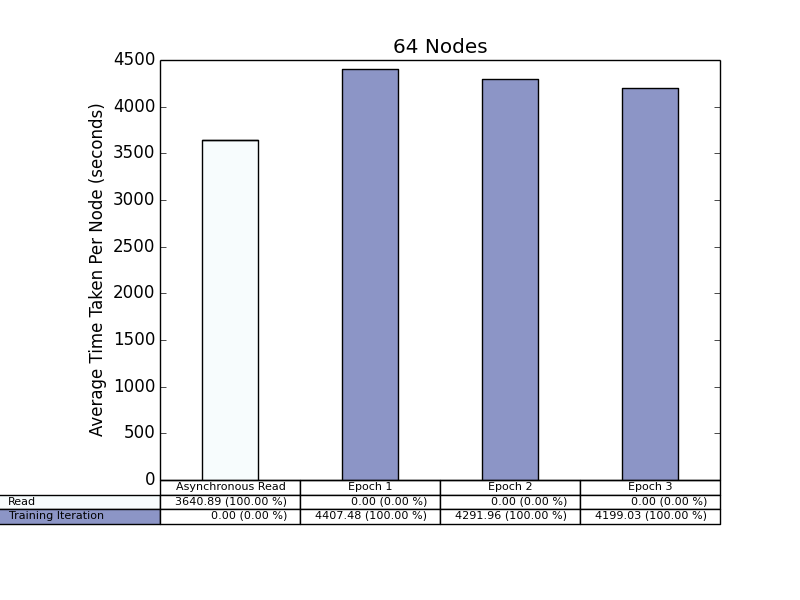 64 Nodes
Average Time Taken Per Node (seconds)
4500
4000
3500
3000
2500
2000
1500
1000
500
0
Asynchronous Read Epoch 1 Epoch 2 Epoch 3
Read 3640.89 (100.00 %) 0.00 (0.00 %) 0.00 (0.00 %) 0.00 (0.00 %)
Training Iteration 0.00 (0.00 %) 4407.48 (100.00 %) 4291.96 (100.00 %) 4199.03 (100.00 %)